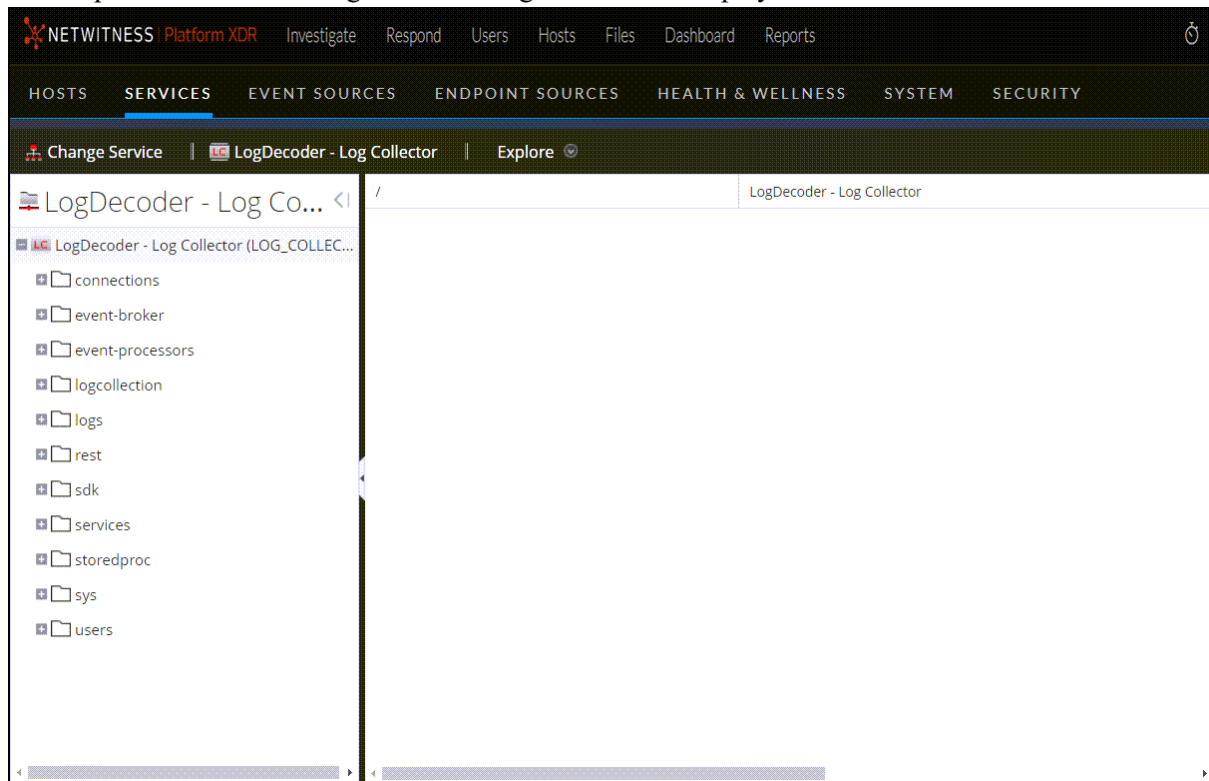 NETWITNESS Platform XDR Investigate Respond Users Hosts Files Dashboard Reports
HOSTS SERVICES EVENT SOURCES ENDPOINT SOURCES HEALTH & WELLNESS SYSTEM SECURITY
Change Service LC LogDecoder - Log Collector Explore
LogDecoder - Log Co...
/ LogDecoder - Log Collector
LC LogDecoder - Log Collector (LOG_COLLEC...
connections
event-broker
event-processors
logcollection
logs
rest
sdk
services
storedproc
sys
users